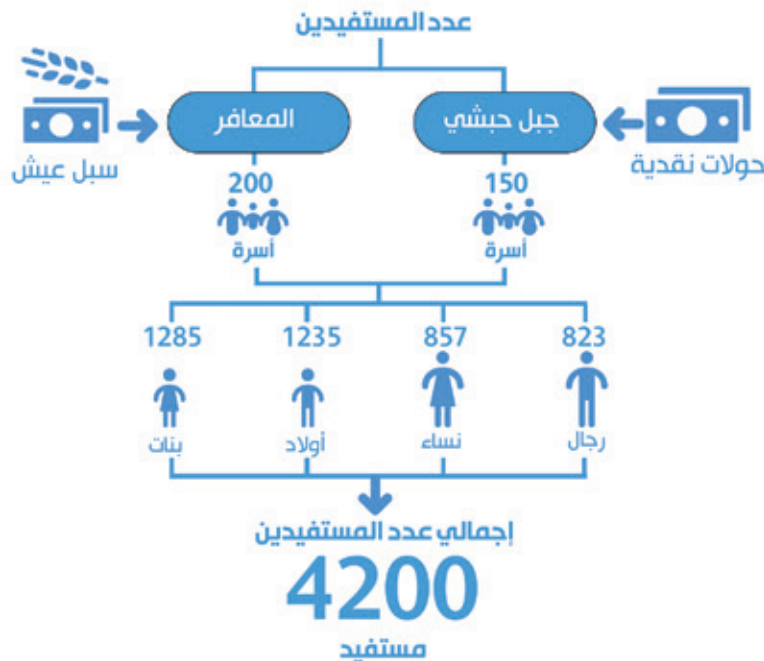 عدد المستفيدين
جبل حبشي
المعافر
حولات نقدية
سبل عيش
150
200
أسرة
أسرة
823
857
1235
1285
رجال
نساء
أولاد
بنات
إجمالي عدد المستفيدين
4200
مستفيد